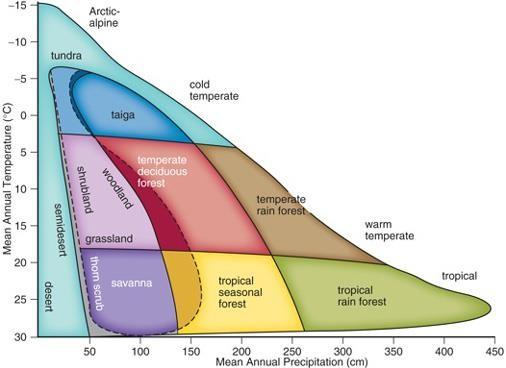 −15
Arctic-
alpine
−10
tundra
−5
cold
temperate
0
taiga
5
temperate
deciduous
forest
shrubland
woodland
10
temperate
rain forest
15
warm
temperate
semidesert
grassland
20
thorn scrub
savanna
tropical
25
desert
tropical
seasonal
forest
tropical
rain forest
30
50
100
150
200
250
300
350
400
450
Mean Annual Precipitation (cm)
Mean Annual Temperature (°C)